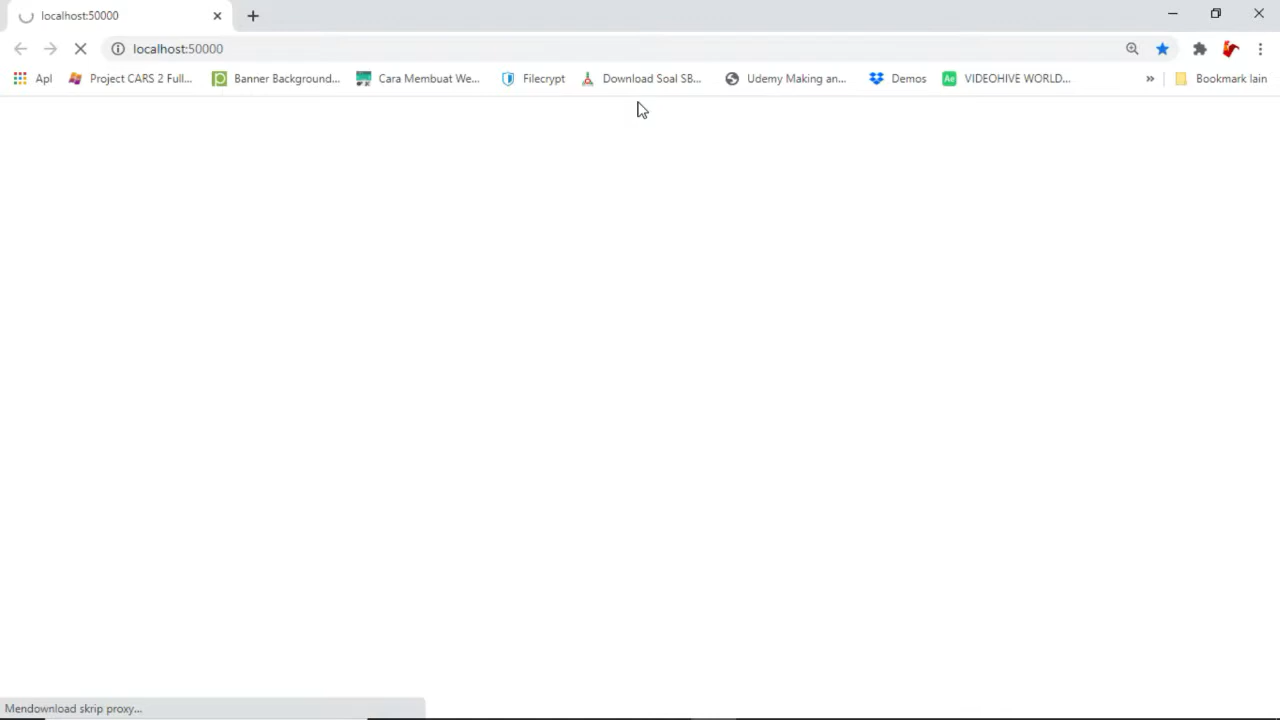 localhost:50000
localhost:50000
Apl Project CARS 2 Full... Banner Background... Cara Membuat We... Filecrypt Download Soal SB... Udemy Making an... Demos Ae VIDEOHIVE WORLD... » Bookmark lain
Mendownload skrip proxy...